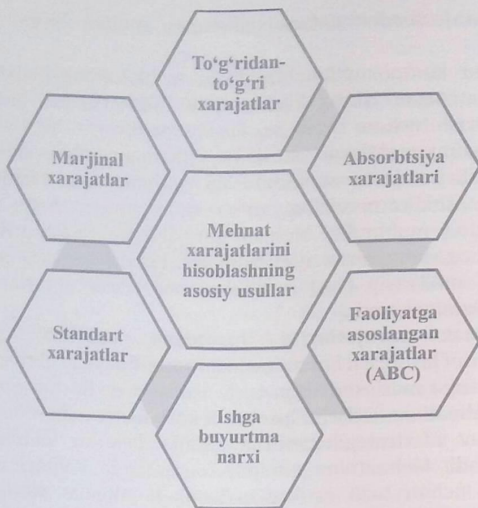 To‘g‘ridan-
to‘g‘ri
xarajatlar
Absorbtsiya
xarajatlari
Faoliyatga
asoslangan
xarajatlar
(ABC)
Ishga
buyurtma
narxi
Standart
xarajatlar
Marjinal
xarajatlar
Mehnat
xarajatlarini
hisoblashning
asosiy usullar